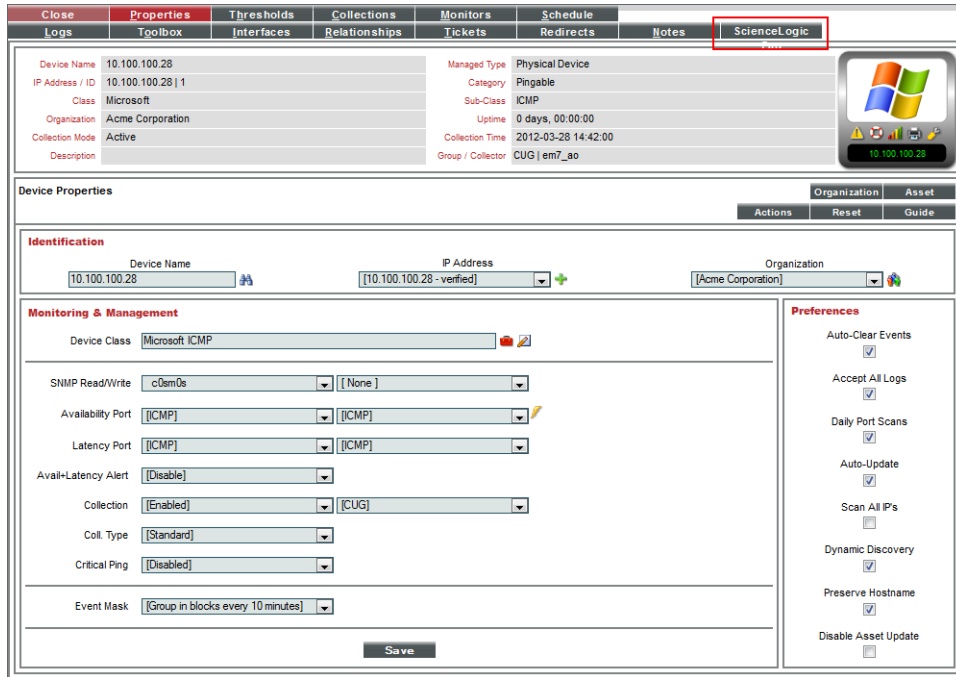 Close Properties Thresholds Collections Monitors Schedule
Logs Toolbox Interfaces Relationships Tickets Redirects Notes ScienceLogic
Device Name 10.100.100.28 Managed Type Physical Device
IP Address / ID 10.100.100.28 | 1 Category Pingable
Class Microsoft Sub-Class ICMP
Organization Acme Corporation Uptime 0 days, 00:00:00
Collection Mode Active Collection Time 2012-03-28 14:42:00
Description Group / Collector CUG | em7_ao
10.100.100.28
Device Properties Organization Asset
Actions Reset Guide
Identification
Device Name IP Address Organization
10.100.100.28 [10.100.100.28 - verified] [Acme Corporation]
Monitoring & Management
Device Class Microsoft ICMP
SNMP Read/Write c0sm0s [ None ]
Availability Port [ICMP] [ICMP]
Latency Port [ICMP] [ICMP]
Avail+Latency Alert [Disable]
Collection [Enabled] [CUG]
Coll. Type [Standard]
Critical Ping [Disabled]
Event Mask [Group in blocks every 10 minutes]
Save
Preferences
Auto-Clear Events
Accept All Logs
Daily Port Scans
Auto-Update
Scan All IP's
Dynamic Discovery
Preserve Hostname
Disable Asset Update